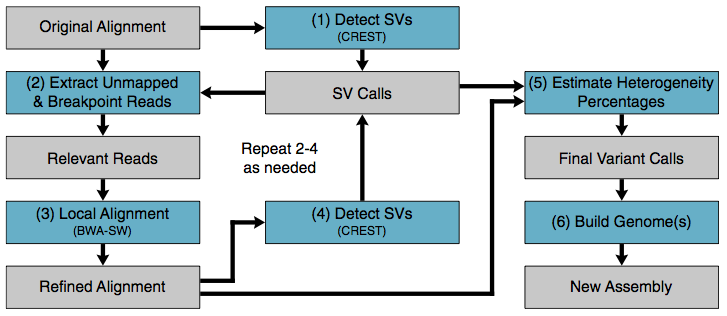 Original Alignment
(1) Detect SVs
(CREST)
(2) Extract Unmapped
& Breakpoint Reads
SV Calls
(5) Estimate Heterogeneity
Percentages
Relevant Reads
Repeat 2-4
as needed
Final Variant Calls
(3) Local Alignment
(BWA-SW)
(4) Detect SVs
(CREST)
(6) Build Genome(s)
Refined Alignment
New Assembly